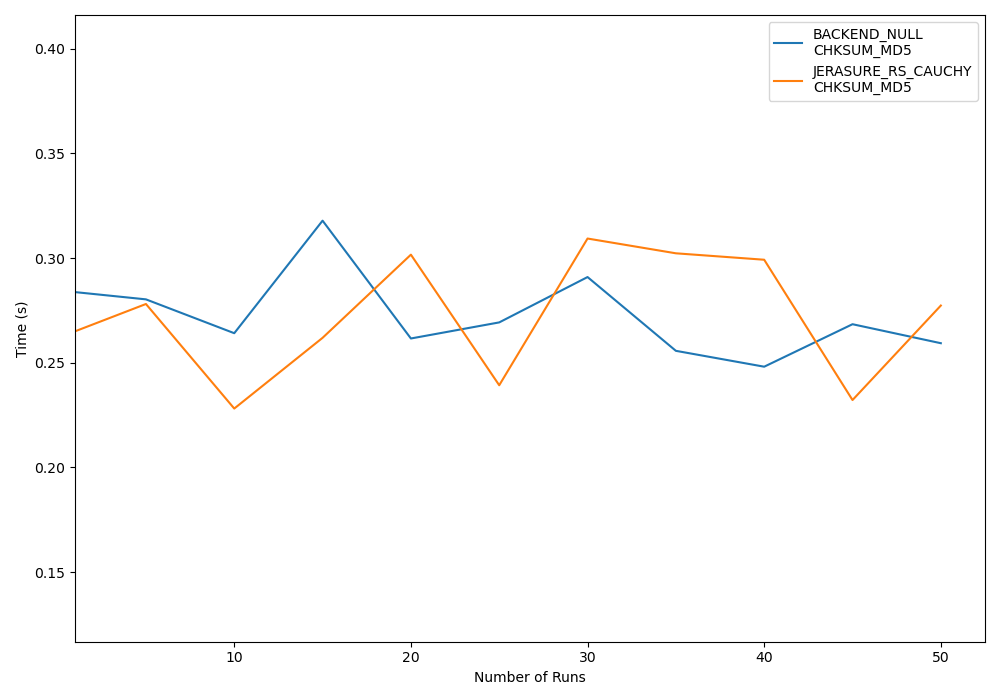 0.40
0.35
0.30
0.25
0.20
0.15
Time (s)
10
20
30
40
50
Number of Runs
BACKEND_NULL
CHKSUM_MD5
JERASURE_RS_CAUCHY
CHKSUM_MD5